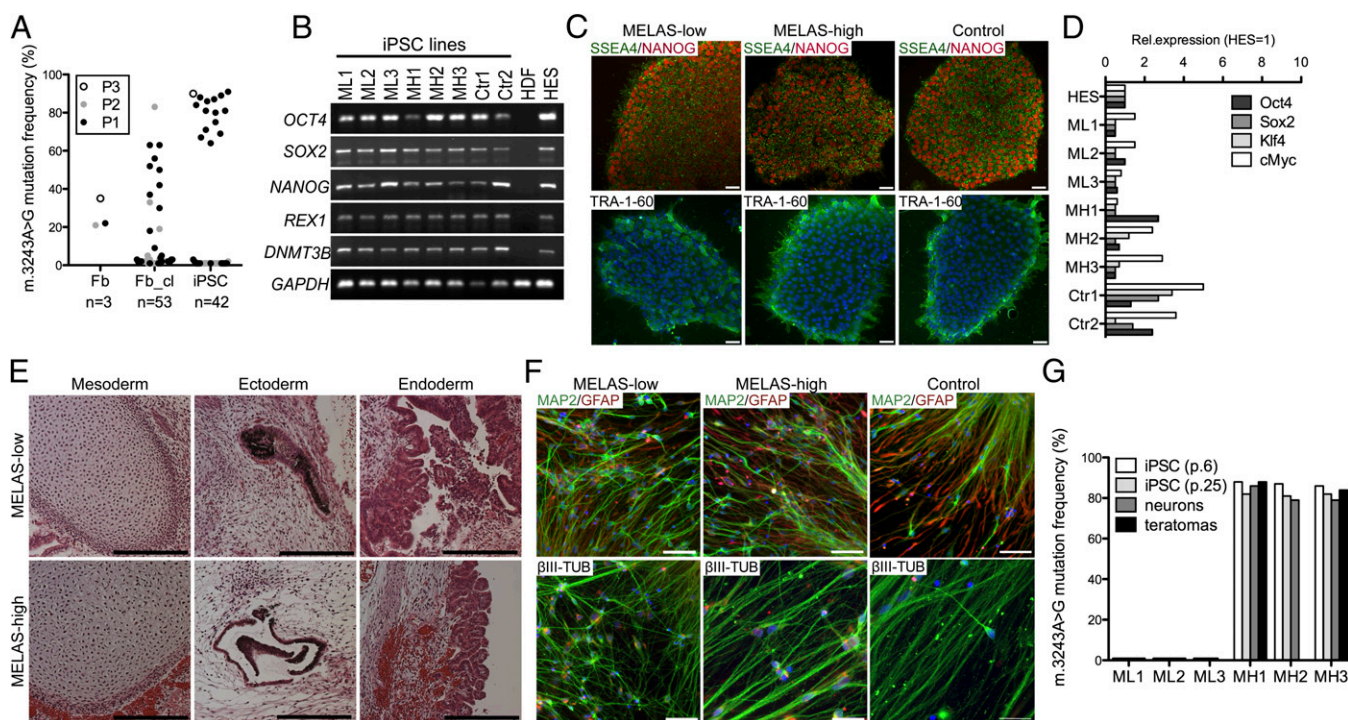 A
m.3243A>G mutation frequency (%)
100
80
60
40
20
0
P3
P2
P1
Fb Fb_cl iPSC
n=3 n=53 n=42
B
iPSC lines
ML1 ML2 ML3 MH1 MH2 MH3 Ctr1 Ctr2 HDF HES
OCT4
SOX2
NANOG
REX1
DNMT3B
GAPDH
C
MELAS-low MELAS-high Control
SSEA4/NANOG SSEA4/NANOG SSEA4/NANOG
TRA-1-60 TRA-1-60 TRA-1-60
D
Rel.expression (HES=1)
0 2 4 6 8 10
HES
ML1
ML2
ML3
MH1
MH2
MH3
Ctr1
Ctr2
Oct4
Sox2
Klf4
cMyc
E
Mesoderm Ectoderm Endoderm
MELAS-low
MELAS-high
F
MELAS-low MELAS-high Control
MAP2/GFAP MAP2/GFAP MAP2/GFAP
βIII-TUB βIII-TUB βIII-TUB
G
m.3243A>G mutation frequency (%)
100
80
60
40
20
0
iPSC (p.6)
iPSC (p.25)
neurons
teratomas
ML1 ML2 ML3 MH1 MH2 MH3